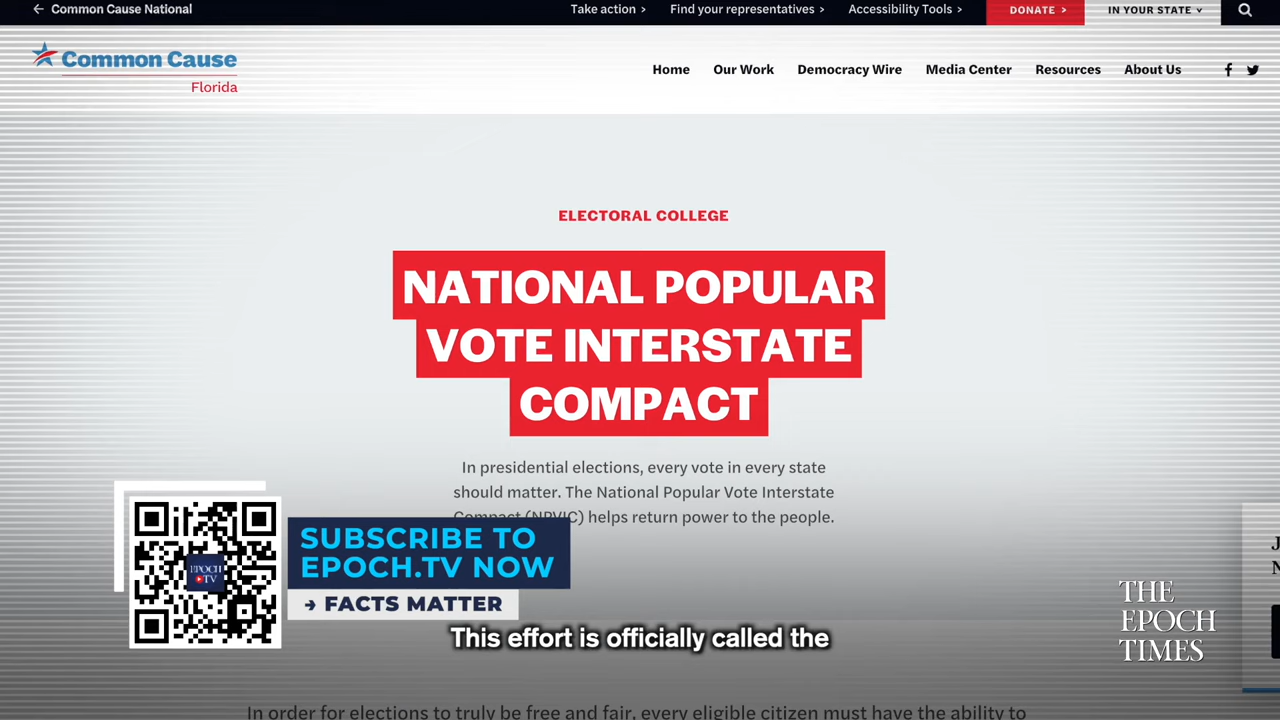 ← Common Cause National
Take action >
Find your representatives >
Accessibility Tools >
DONATE >
IN YOUR STATE ∨
Common Cause
Florida
Home
Our Work
Democracy Wire
Media Center
Resources
About Us
ELECTORAL COLLEGE
NATIONAL POPULAR
VOTE INTERSTATE
COMPACT
In presidential elections, every vote in every state
should matter. The National Popular Vote Interstate
Compact (NPVIC) helps return power to the people.
EPOCH
TV
SUBSCRIBE TO
EPOCH.TV NOW
→ FACTS MATTER
This effort is officially called the
THE
EPOCH
TIMES
In order for elections to truly be free and fair, every eligible citizen must have the ability to